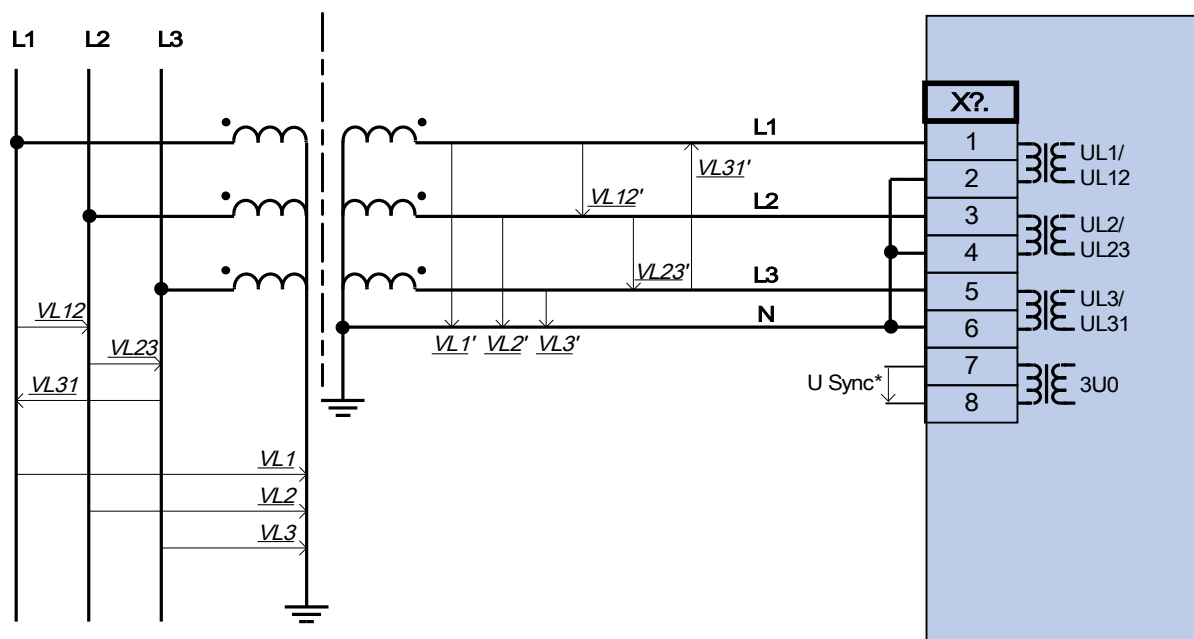 L1 L2 L3
X?.
L1
1
UL1/
UL12
VL31'
2
VL12'
L2
3
UL2/
UL23
4
VL23'
L3
5
UL3/
UL31
VL12
N
6
VL1' VL2' VL3'
VL23
7
U Sync*
3U0
VL31
8
VL1
VL2
VL3